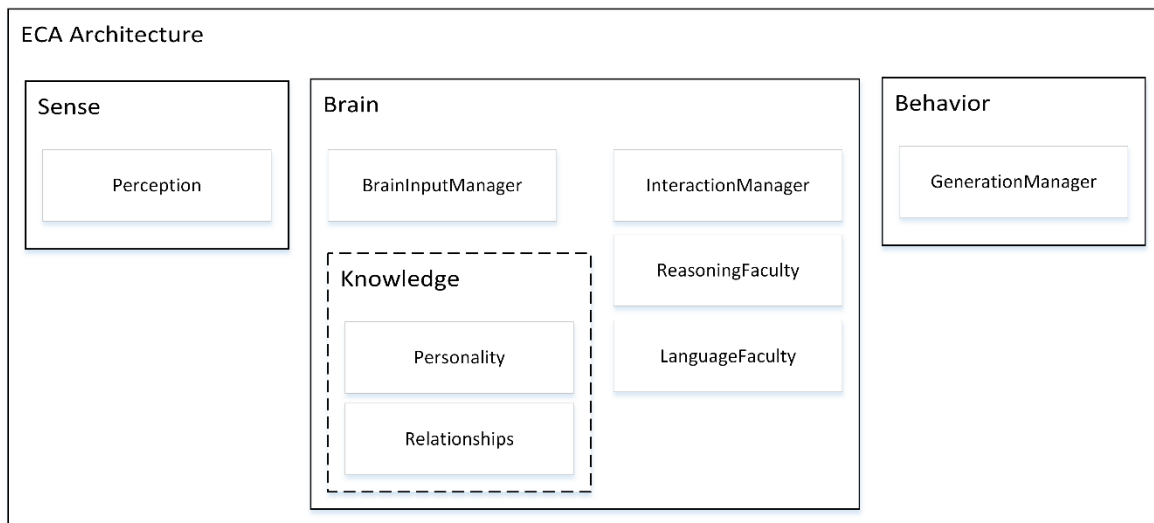 ECA Architecture
Sense
Perception
Brain
BrainInputManager
Knowledge
Personality
Relationships
InteractionManager
ReasoningFaculty
LanguageFaculty
Behavior
GenerationManager